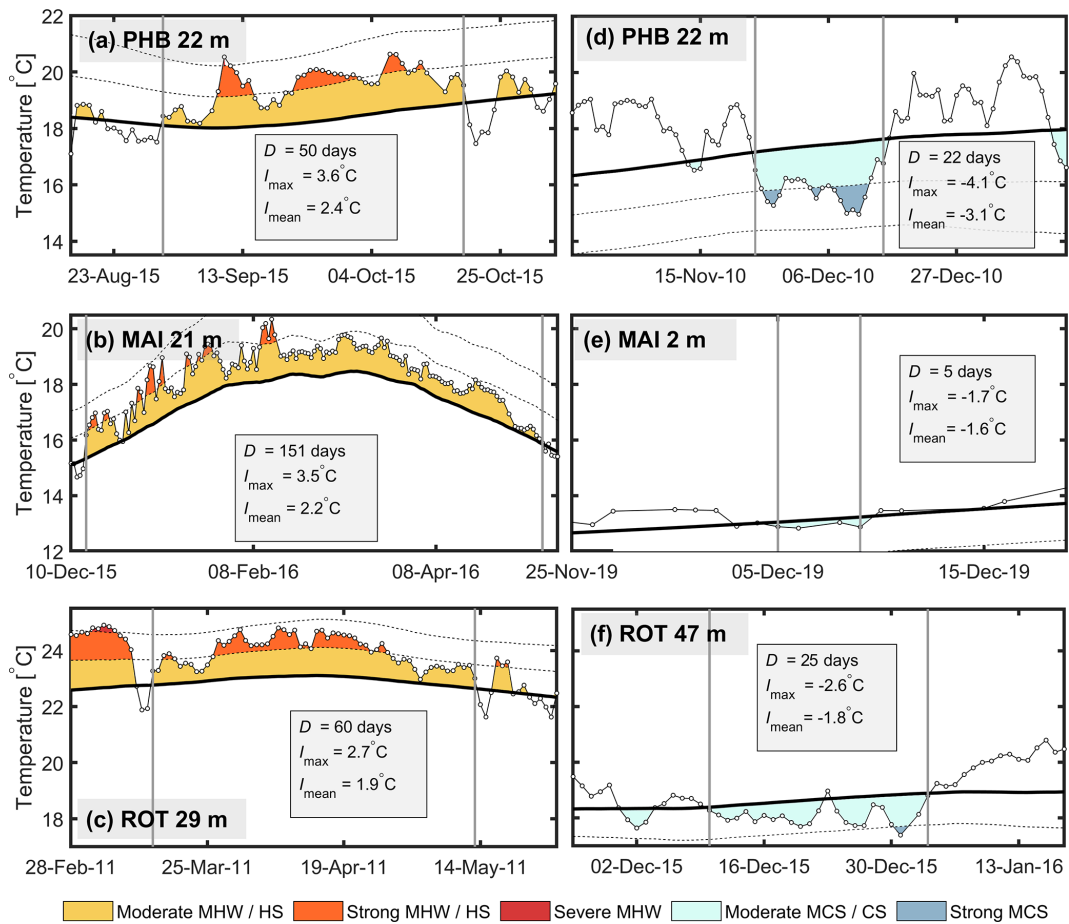 22
20
18
16
14
Temperature [°C]
(a) PHB 22 m
D = 50 days
Imax = 3.6°C
Imean = 2.4°C
23-Aug-15
13-Sep-15
04-Oct-15
25-Oct-15
(d) PHB 22 m
D = 22 days
Imax = -4.1°C
Imean = -3.1°C
15-Nov-10
06-Dec-10
27-Dec-10
20
18
16
14
12
Temperature [°C]
(b) MAI 21 m
D = 151 days
Imax = 3.5°C
Imean = 2.2°C
10-Dec-15
08-Feb-16
08-Apr-16
(e) MAI 2 m
D = 5 days
Imax = -1.7°C
Imean = -1.6°C
25-Nov-19
05-Dec-19
15-Dec-19
24
22
20
18
Temperature [°C]
D = 60 days
Imax = 2.7°C
Imean = 1.9°C
(c) ROT 29 m
28-Feb-11
25-Mar-11
19-Apr-11
14-May-11
(f) ROT 47 m
D = 25 days
Imax = -2.6°C
Imean = -1.8°C
02-Dec-15
16-Dec-15
30-Dec-15
13-Jan-16
Moderate MHW / HS Strong MHW / HS Severe MHW Moderate MCS / CS Strong MCS